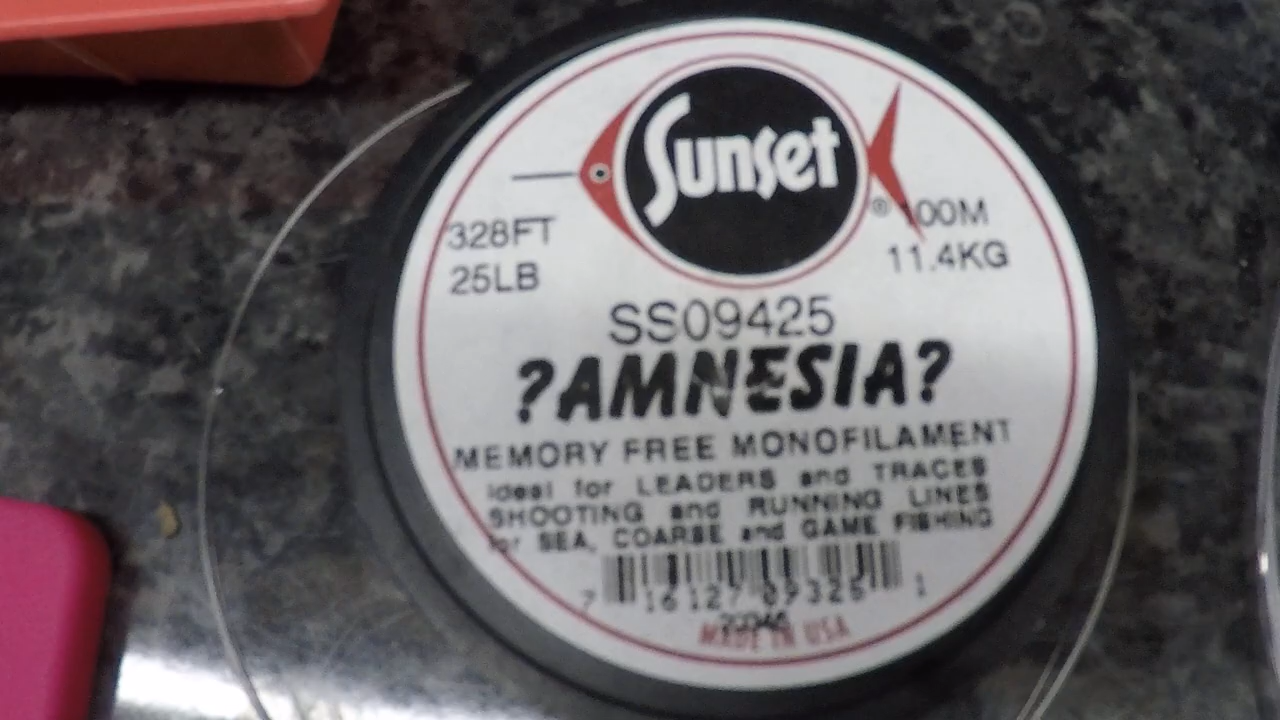 Sunset
328FT ® 100M
25LB 11.4KG
SS09425
?AMNESIA?
MEMORY FREE MONOFILAMENT
ideal for LEADERS and TRACES
SHOOTING and RUNNING LINES
for SEA, COARSE and GAME FISHING
7 16127 09325 1
MADE IN USA